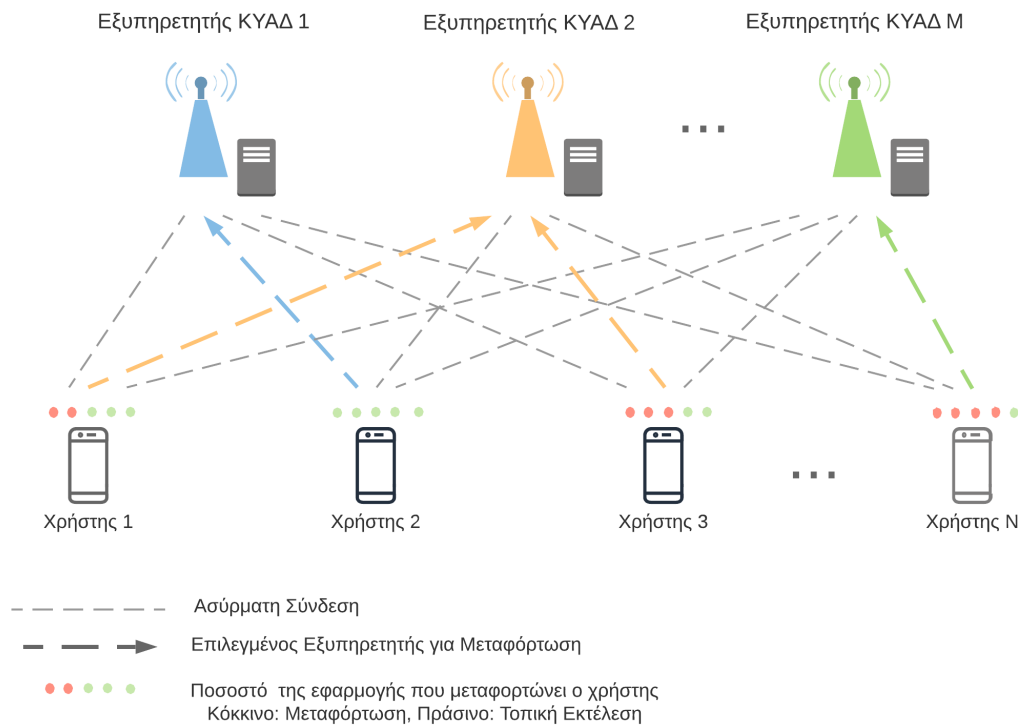 Εξυπηρετητής ΚΥΑΔ 1
Εξυπηρετητής ΚΥΑΔ 2
Εξυπηρετητής ΚΥΑΔ Μ
Χρήστης 1
Χρήστης 2
Χρήστης 3
Χρήστης Ν
Ασύρματη Σύνδεση
Επιλεγμένος Εξυπηρετητής για Μεταφόρτωση
Ποσοστό της εφαρμογής που μεταφορτώνει ο χρήστης
Κόκκινο: Μεταφόρτωση, Πράσινο: Τοπική Εκτέλεση